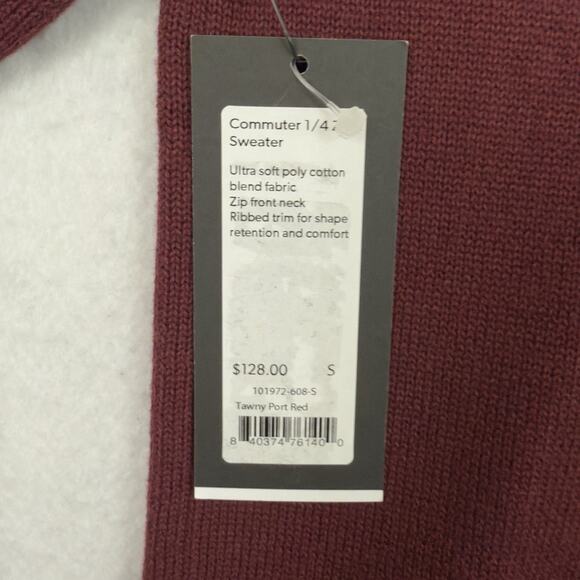 Commuter 1/4
Sweater
Ultra soft poly cotton
blend fabric
Zip front neck
Ribbed trim for shape
retention and comfort
$128.00 S
101972-608-S
Tawny Port Red
8 40374 76140 0